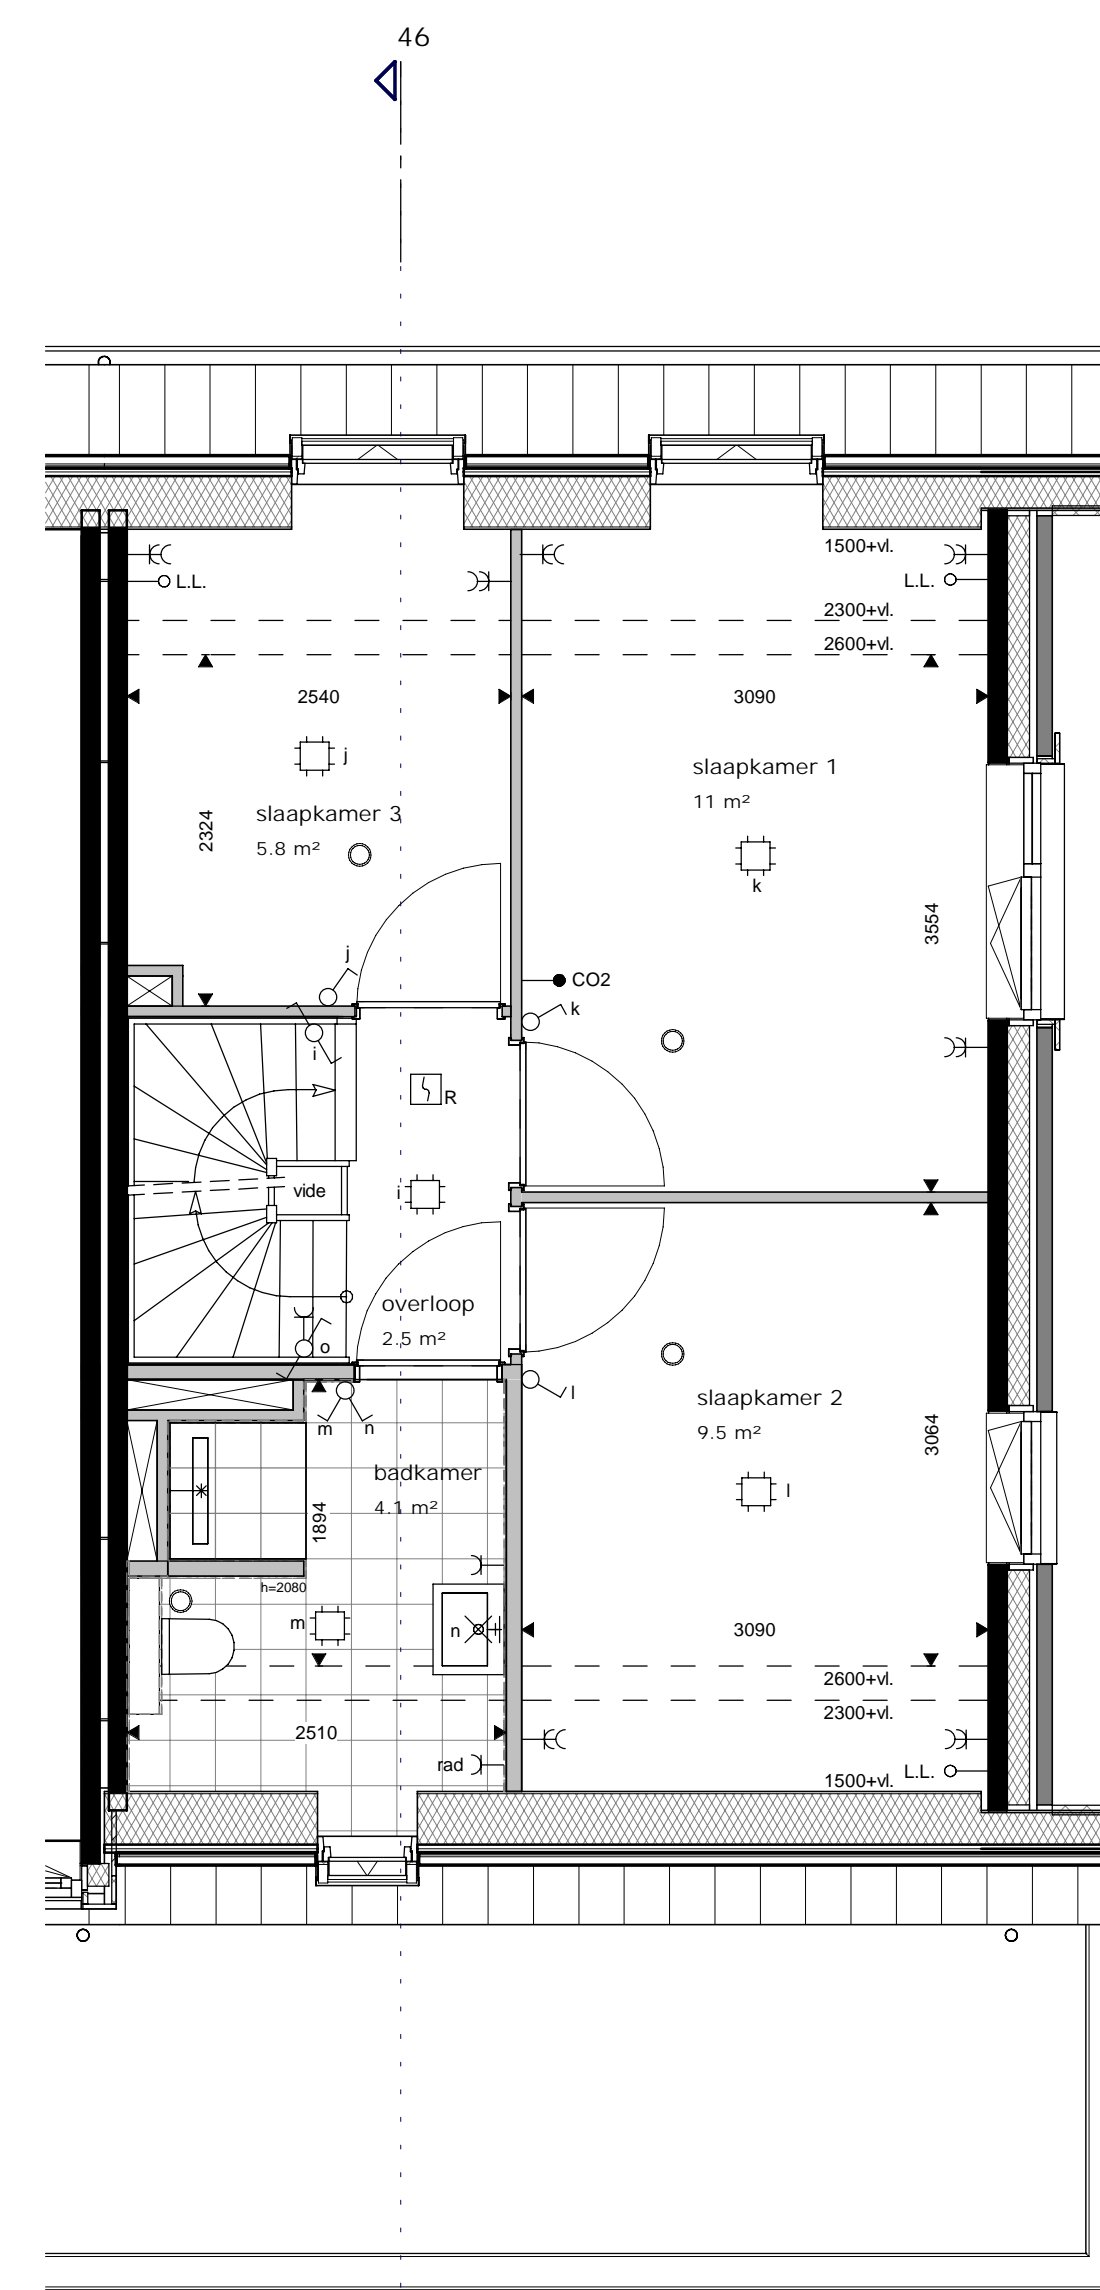 46
1500+vl.
L.L.
L.L.
2300+vl.
2600+vl.
2540
3090
j
slaapkamer 1
11 m²
slaapkamer 3
5.8 m²
2324
k
3554
j
CO2
k
i
R
i
vide
overloop
2.5 m²
o
l
m
n
slaapkamer 2
9.5 m²
3064
badkamer
4.1 m²
l
1894
h=2080
m
n
3090
2600+vl.
2300+vl.
2510
rad
L.L.
1500+vl.